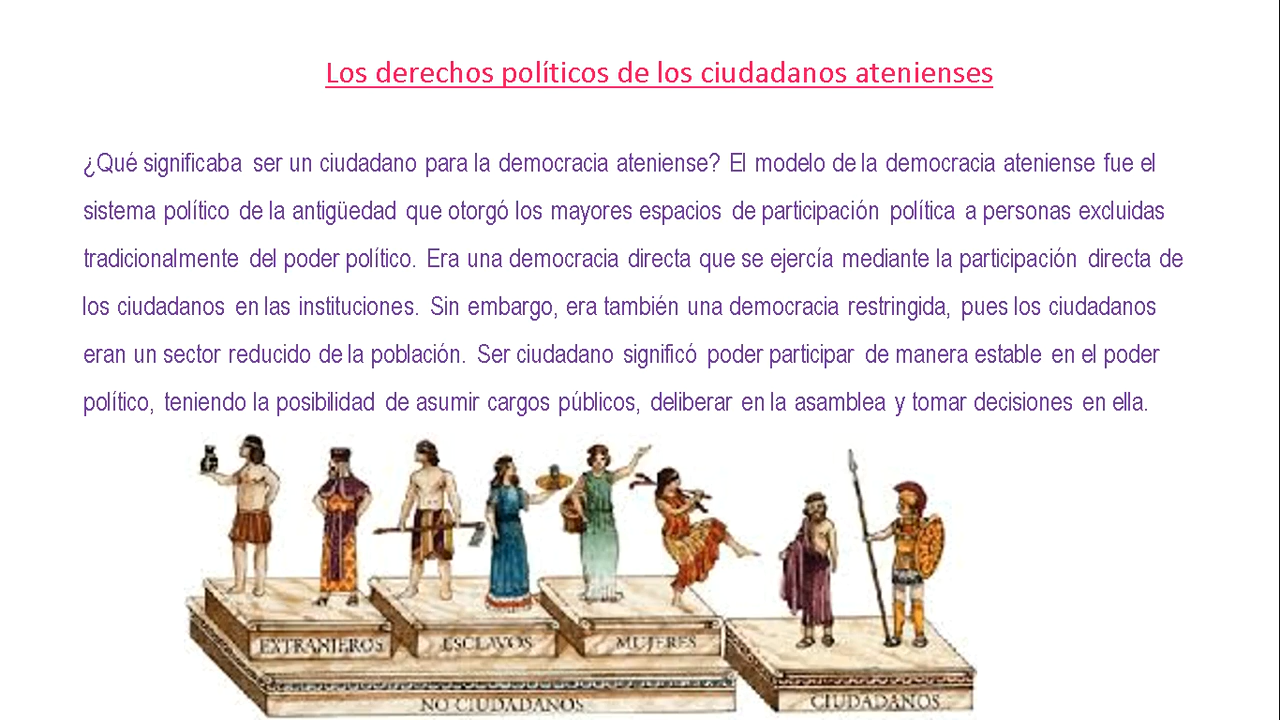 Los derechos políticos de los ciudadanos atenienses
¿Qué significaba ser un ciudadano para la democracia ateniense? El modelo de la democracia ateniense fue el
sistema político de la antigüedad que otorgó los mayores espacios de participación política a personas excluidas
tradicionalmente del poder político. Era una democracia directa que se ejercía mediante la participación directa de
los ciudadanos en las instituciones. Sin embargo, era también una democracia restringida, pues los ciudadanos
eran un sector reducido de la población. Ser ciudadano significó poder participar de manera estable en el poder
político, teniendo la posibilidad de asumir cargos públicos, deliberar en la asamblea y tomar decisiones en ella.
EXTRANJEROS
ESCLAVOS
MUJERES
NO CIUDADANOS
CIUDADANOS